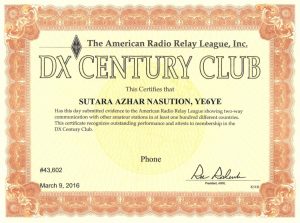 The American Radio Relay League, Inc.
DX CENTURY CLUB
This Certifies that
SUTARA AZHAR NASUTION, YE6YE
Has this day submitted evidence to the American Radio Relay League showing two-way
communication with other amateur stations in at least one hundred different countries.
This certificate recognizes outstanding performance and attests to membership in the
DX Century Club.
Phone
#43,602
March 9, 2016
President, ARRL